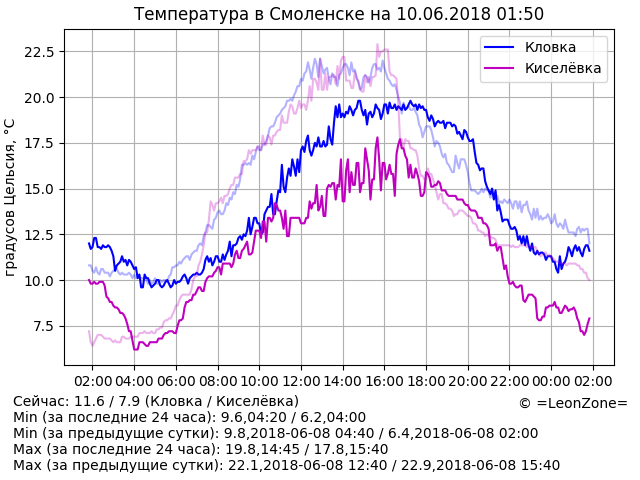 Температура в Смоленске на 10.06.2018 01:50
градусов Цельсия, °C
22.5
20.0
17.5
15.0
12.5
10.0
7.5
Кловка
Киселёвка
02:00 04:00 06:00 08:00 10:00 12:00 14:00 16:00 18:00 20:00 22:00 00:00 02:00
Сейчас: 11.6 / 7.9 (Кловка / Киселёвка)
© =LeonZone=
Min (за последние 24 часа): 9.6,04:20 / 6.2,04:00
Min (за предыдущие сутки): 9.8,2018-06-08 04:40 / 6.4,2018-06-08 02:00
Max (за последние 24 часа): 19.8,14:45 / 17.8,15:40
Max (за предыдущие сутки): 22.1,2018-06-08 12:40 / 22.9,2018-06-08 15:40